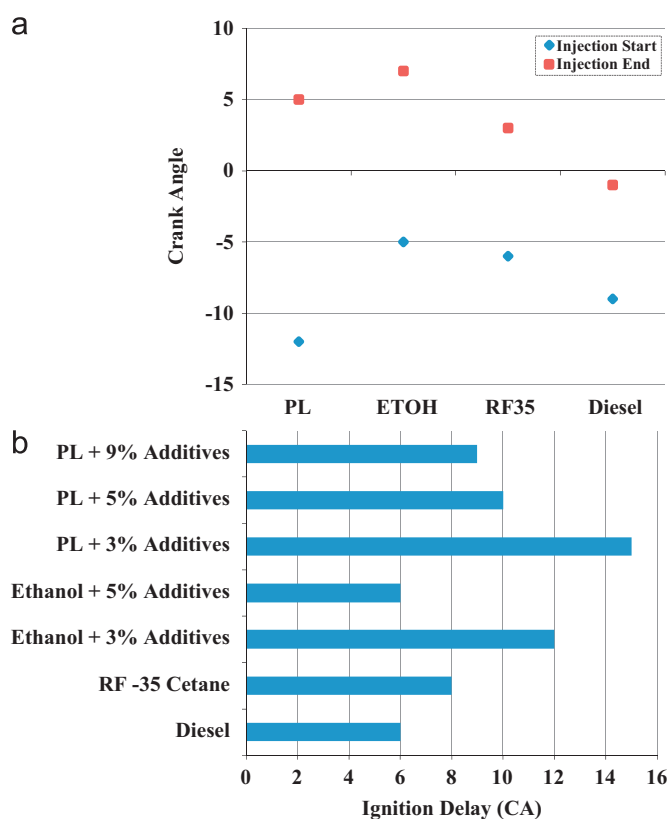 a
10
5
0
-5
-10
-15
Crank Angle
Injection Start
Injection End
PL
ETOH
RF35
Diesel
b
PL + 9% Additives
PL + 5% Additives
PL + 3% Additives
Ethanol + 5% Additives
Ethanol + 3% Additives
RF -35 Cetane
Diesel
0 2 4 6 8 10 12 14 16
Ignition Delay (CA)